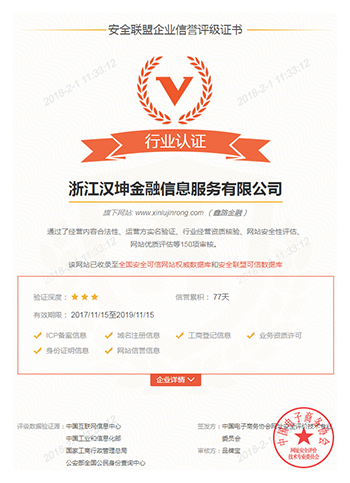 安全联盟企业信誉评级证书
2018-2-1 11:33:12
2018-2-1 11:33:12
V
行业认证
浙江汉坤金融信息服务有限公司
旗下网站: www.xinlujinrong.com ( 鑫路金融 )
通过了经营内容合法性、运营方实名验证、行业经营资质核验、网站安全性评估、
网站优质评估等150项审核。
该网站已收录至全国安全可信网站权威数据库和安全联盟可信数据库
验证深度： 信誉累积： 77天
有效期限： 2017/11/15至2019/11/15
ICP备案信息 域名注册信息 工商登记信息 业务资质许可
身份证明信息 网站信誉信息
企业详情
评级数据验证源：中国互联网信息中心
中国工业和信息化部
国家工商行政管理总局
公安部全国公民身份查询中心
签发方：中国电子商务协会网站安全评价技术专业
委员会
审核方：吕健宝
中国电子商务协会
网站安全评价
技术专业委员会